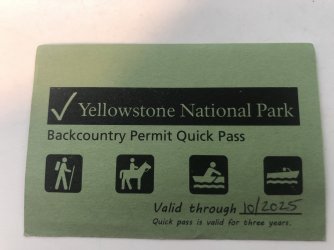 Yellowstone National Park
Backcountry Permit Quick Pass
Valid through 10/2025
Quick pass is valid for three years.